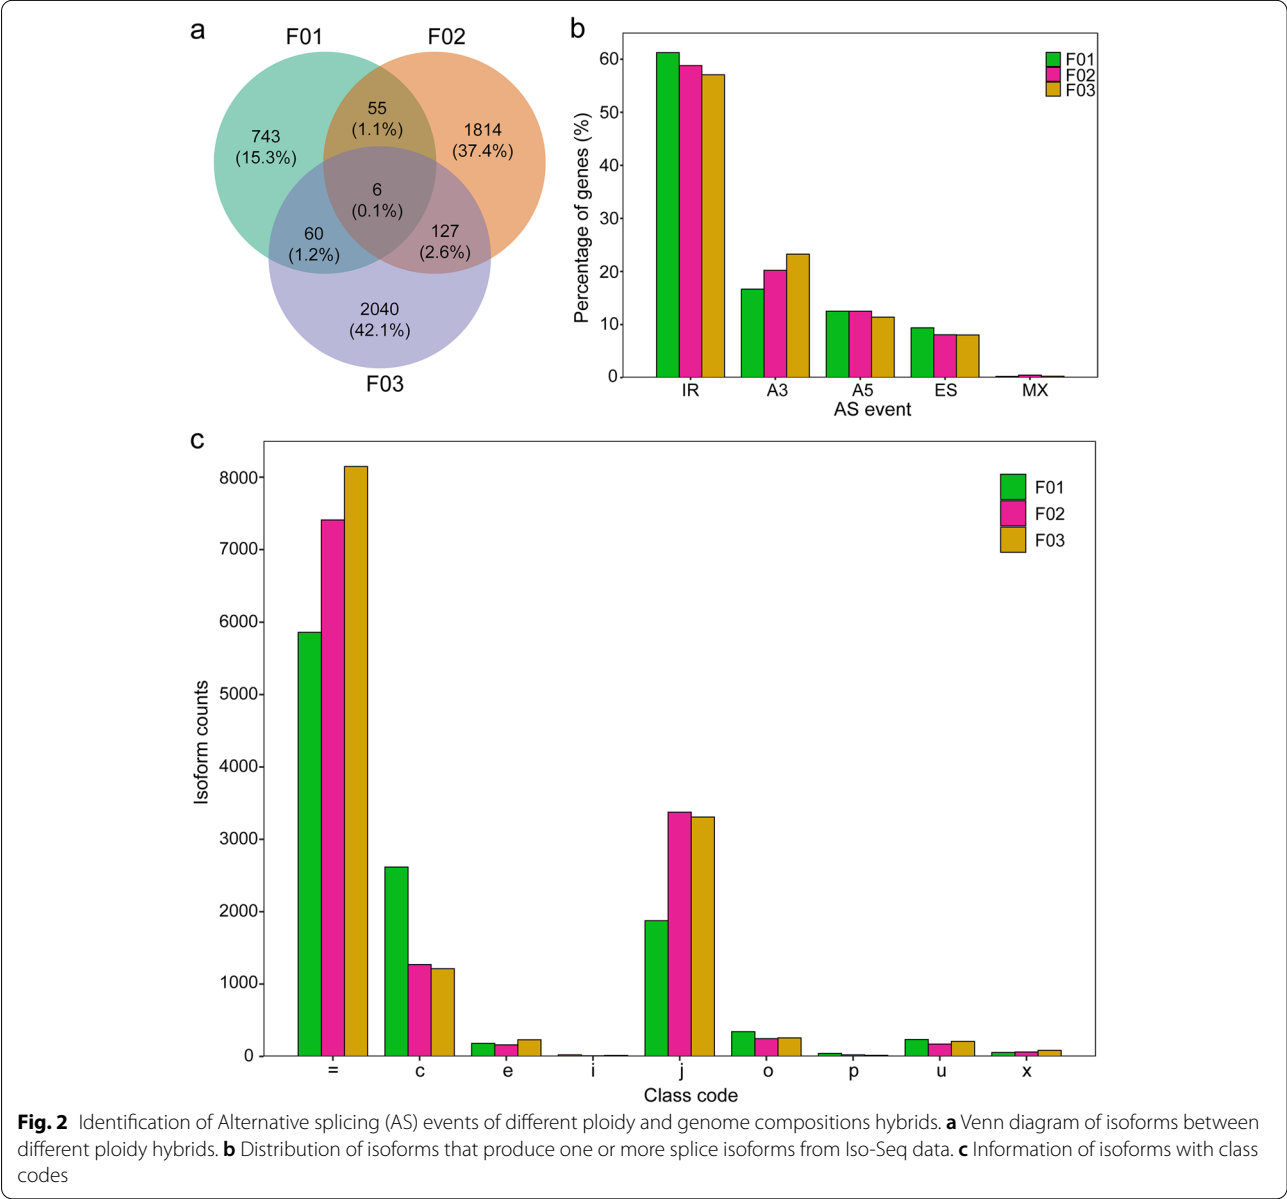 a
F01 F02
743
(15.3%)
55
(1.1%)
1814
(37.4%)
6
(0.1%)
60
(1.2%)
127
(2.6%)
2040
(42.1%)
F03
b
Percentage of genes (%)
60
50
40
30
20
10
0
F01
F02
F03
IR A3 A5 ES MX
AS event
c
Isoform counts
8000
7000
6000
5000
4000
3000
2000
1000
0
F01
F02
F03
= c e i j o p u x
Class code
Fig. 2 Identification of Alternative splicing (AS) events of different ploidy and genome compositions hybrids. a Venn diagram of isoforms between
different ploidy hybrids. b Distribution of isoforms that produce one or more splice isoforms from Iso-Seq data. c Information of isoforms with class
codes